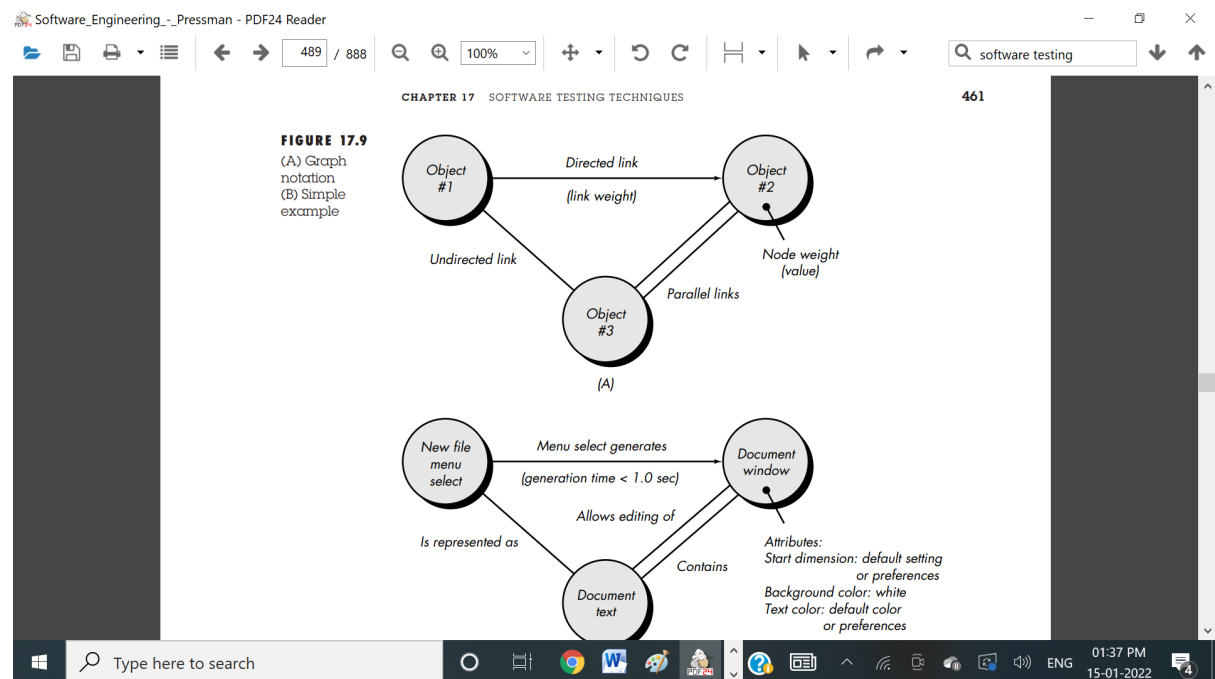 Software_Engineering_-_Pressman - PDF24 Reader
489 / 888
100%
software testing
CHAPTER 17 SOFTWARE TESTING TECHNIQUES 461
FIGURE 17.9
(A) Graph
notation
(B) Simple
example
Object
#1
Directed link
(link weight)
Object
#2
Undirected link
Node weight
(value)
Parallel links
Object
#3
(A)
New file
menu
select
Menu select generates
(generation time < 1.0 sec)
Document
window
Allows editing of
Is represented as
Contains
Attributes:
Start dimension: default setting
or preferences
Background color: white
Text color: default color
or preferences
Document
text
Type here to search
ENG
01:37 PM
15-01-2022
4